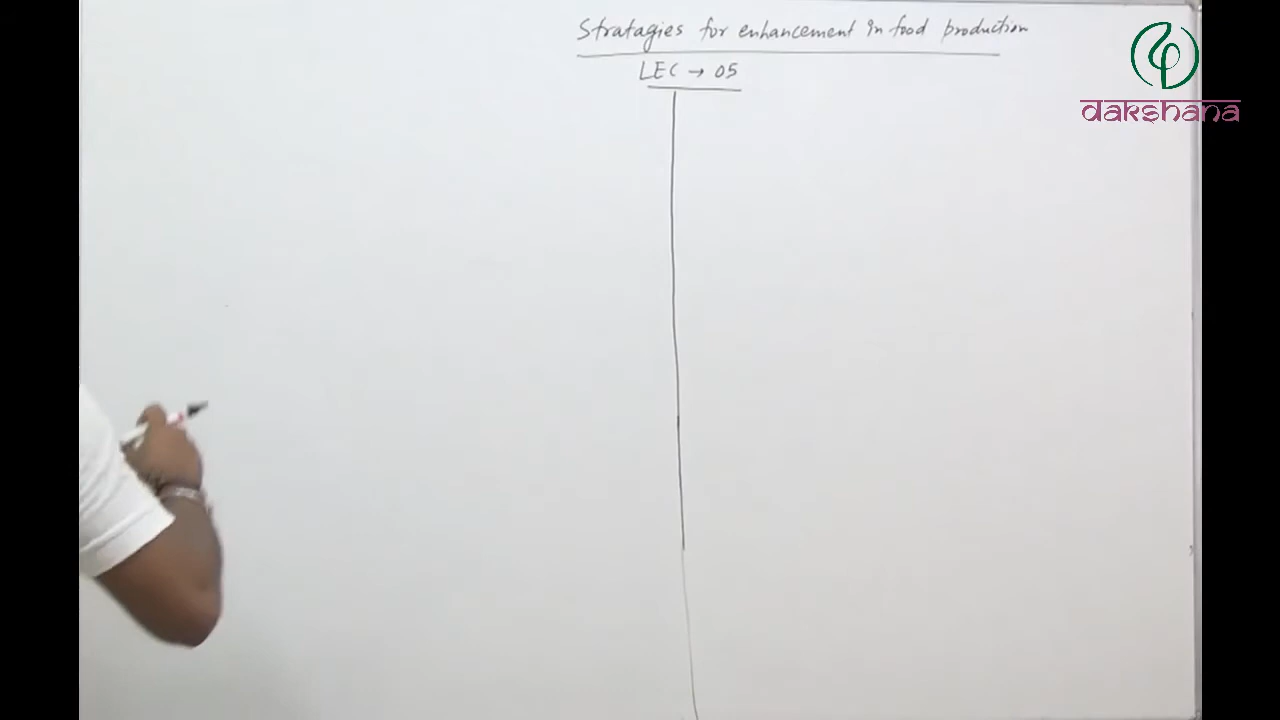 Stratagies for enhancement in food production
LEC → 05
dakshana